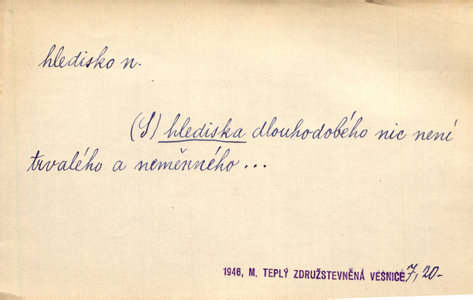 hledisko n.
(S) hlediska dlouhodobého nic není
trvalého a neměnného...
1946, M. TEPLÝ ZDRUŽSTEVNĚNÁ VESNICE 7, 20-